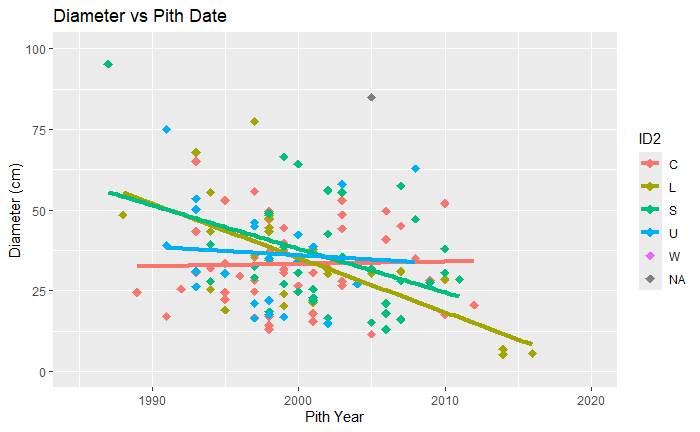 Diameter vs Pith Date
100
75
50
25
0
Diameter (cm)
1990
2000
2010
2020
Pith Year
ID2
C
L
S
U
W
NA